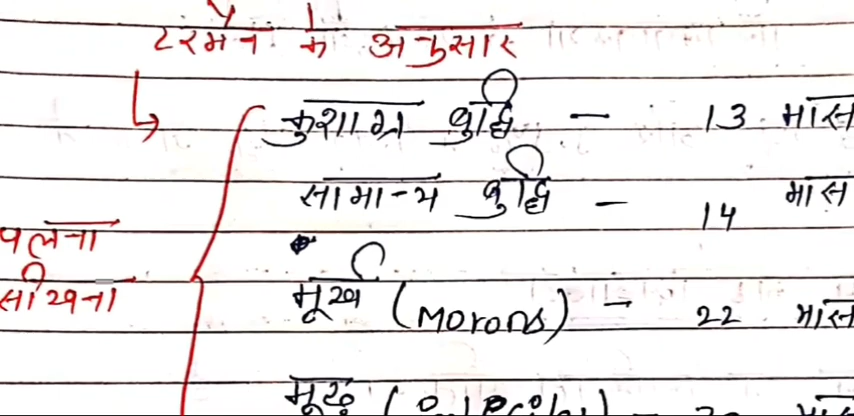 टरमैन के अनुसार
कुशाग्र बुद्धि - 13 मास
सामान्य बुद्धि - 14 मास
चलना
सीखना
मूर्ख (Morons) - 22 मास
मूढ़